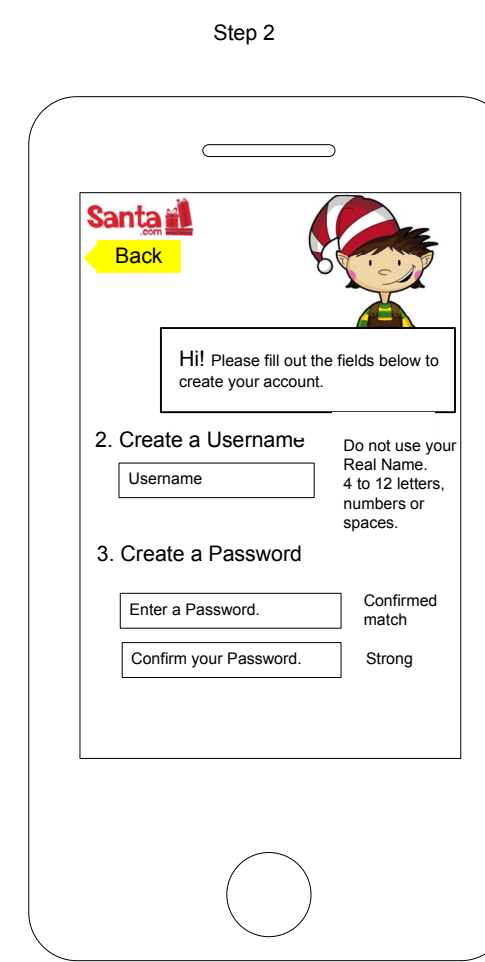 Step 2
Santa
.com
Back
Hi! Please fill out the fields below to
create your account.
2. Create a Username
Do not use your
Real Name.
4 to 12 letters,
numbers or
spaces.
Username
3. Create a Password
Enter a Password.
Confirmed
match
Confirm your Password.
Strong